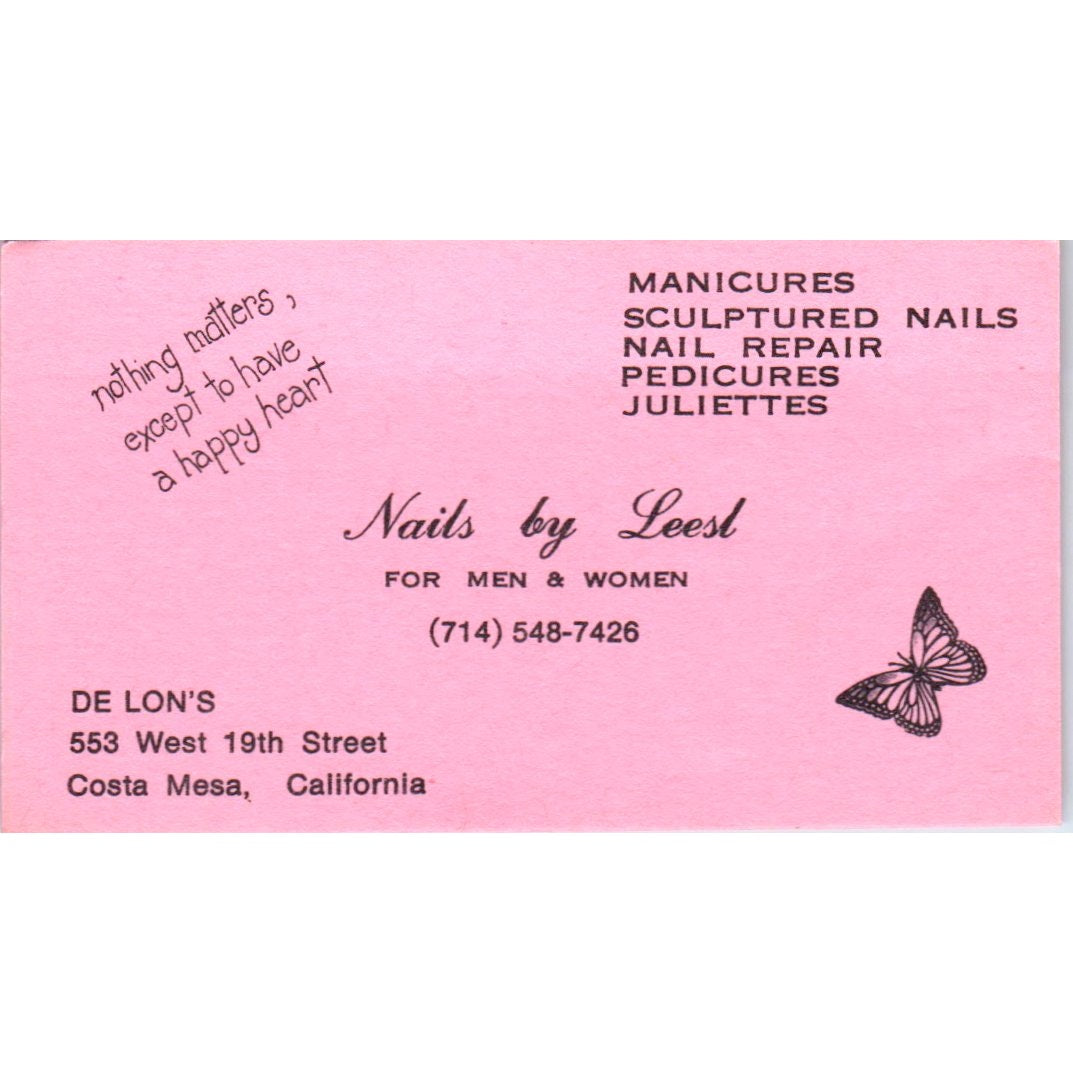 nothing matters,
except to have
a happy heart
MANICURES
SCULPTURED NAILS
NAIL REPAIR
PEDICURES
JULIETTES
Nails by Leesl
FOR MEN & WOMEN
(714) 548-7426
DE LON'S
553 West 19th Street
Costa Mesa, California